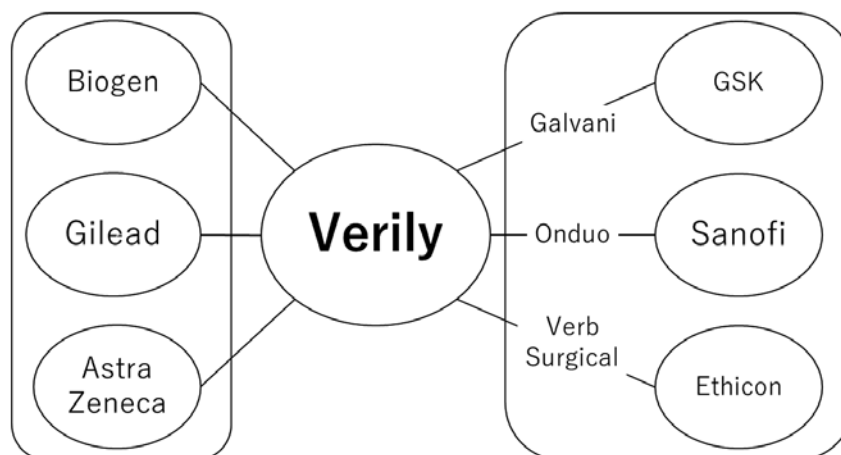 Biogen
GSK
Galvani
Gilead
Verily
Onduo
Sanofi
Astra
Zeneca
Verb
Surgical
Ethicon